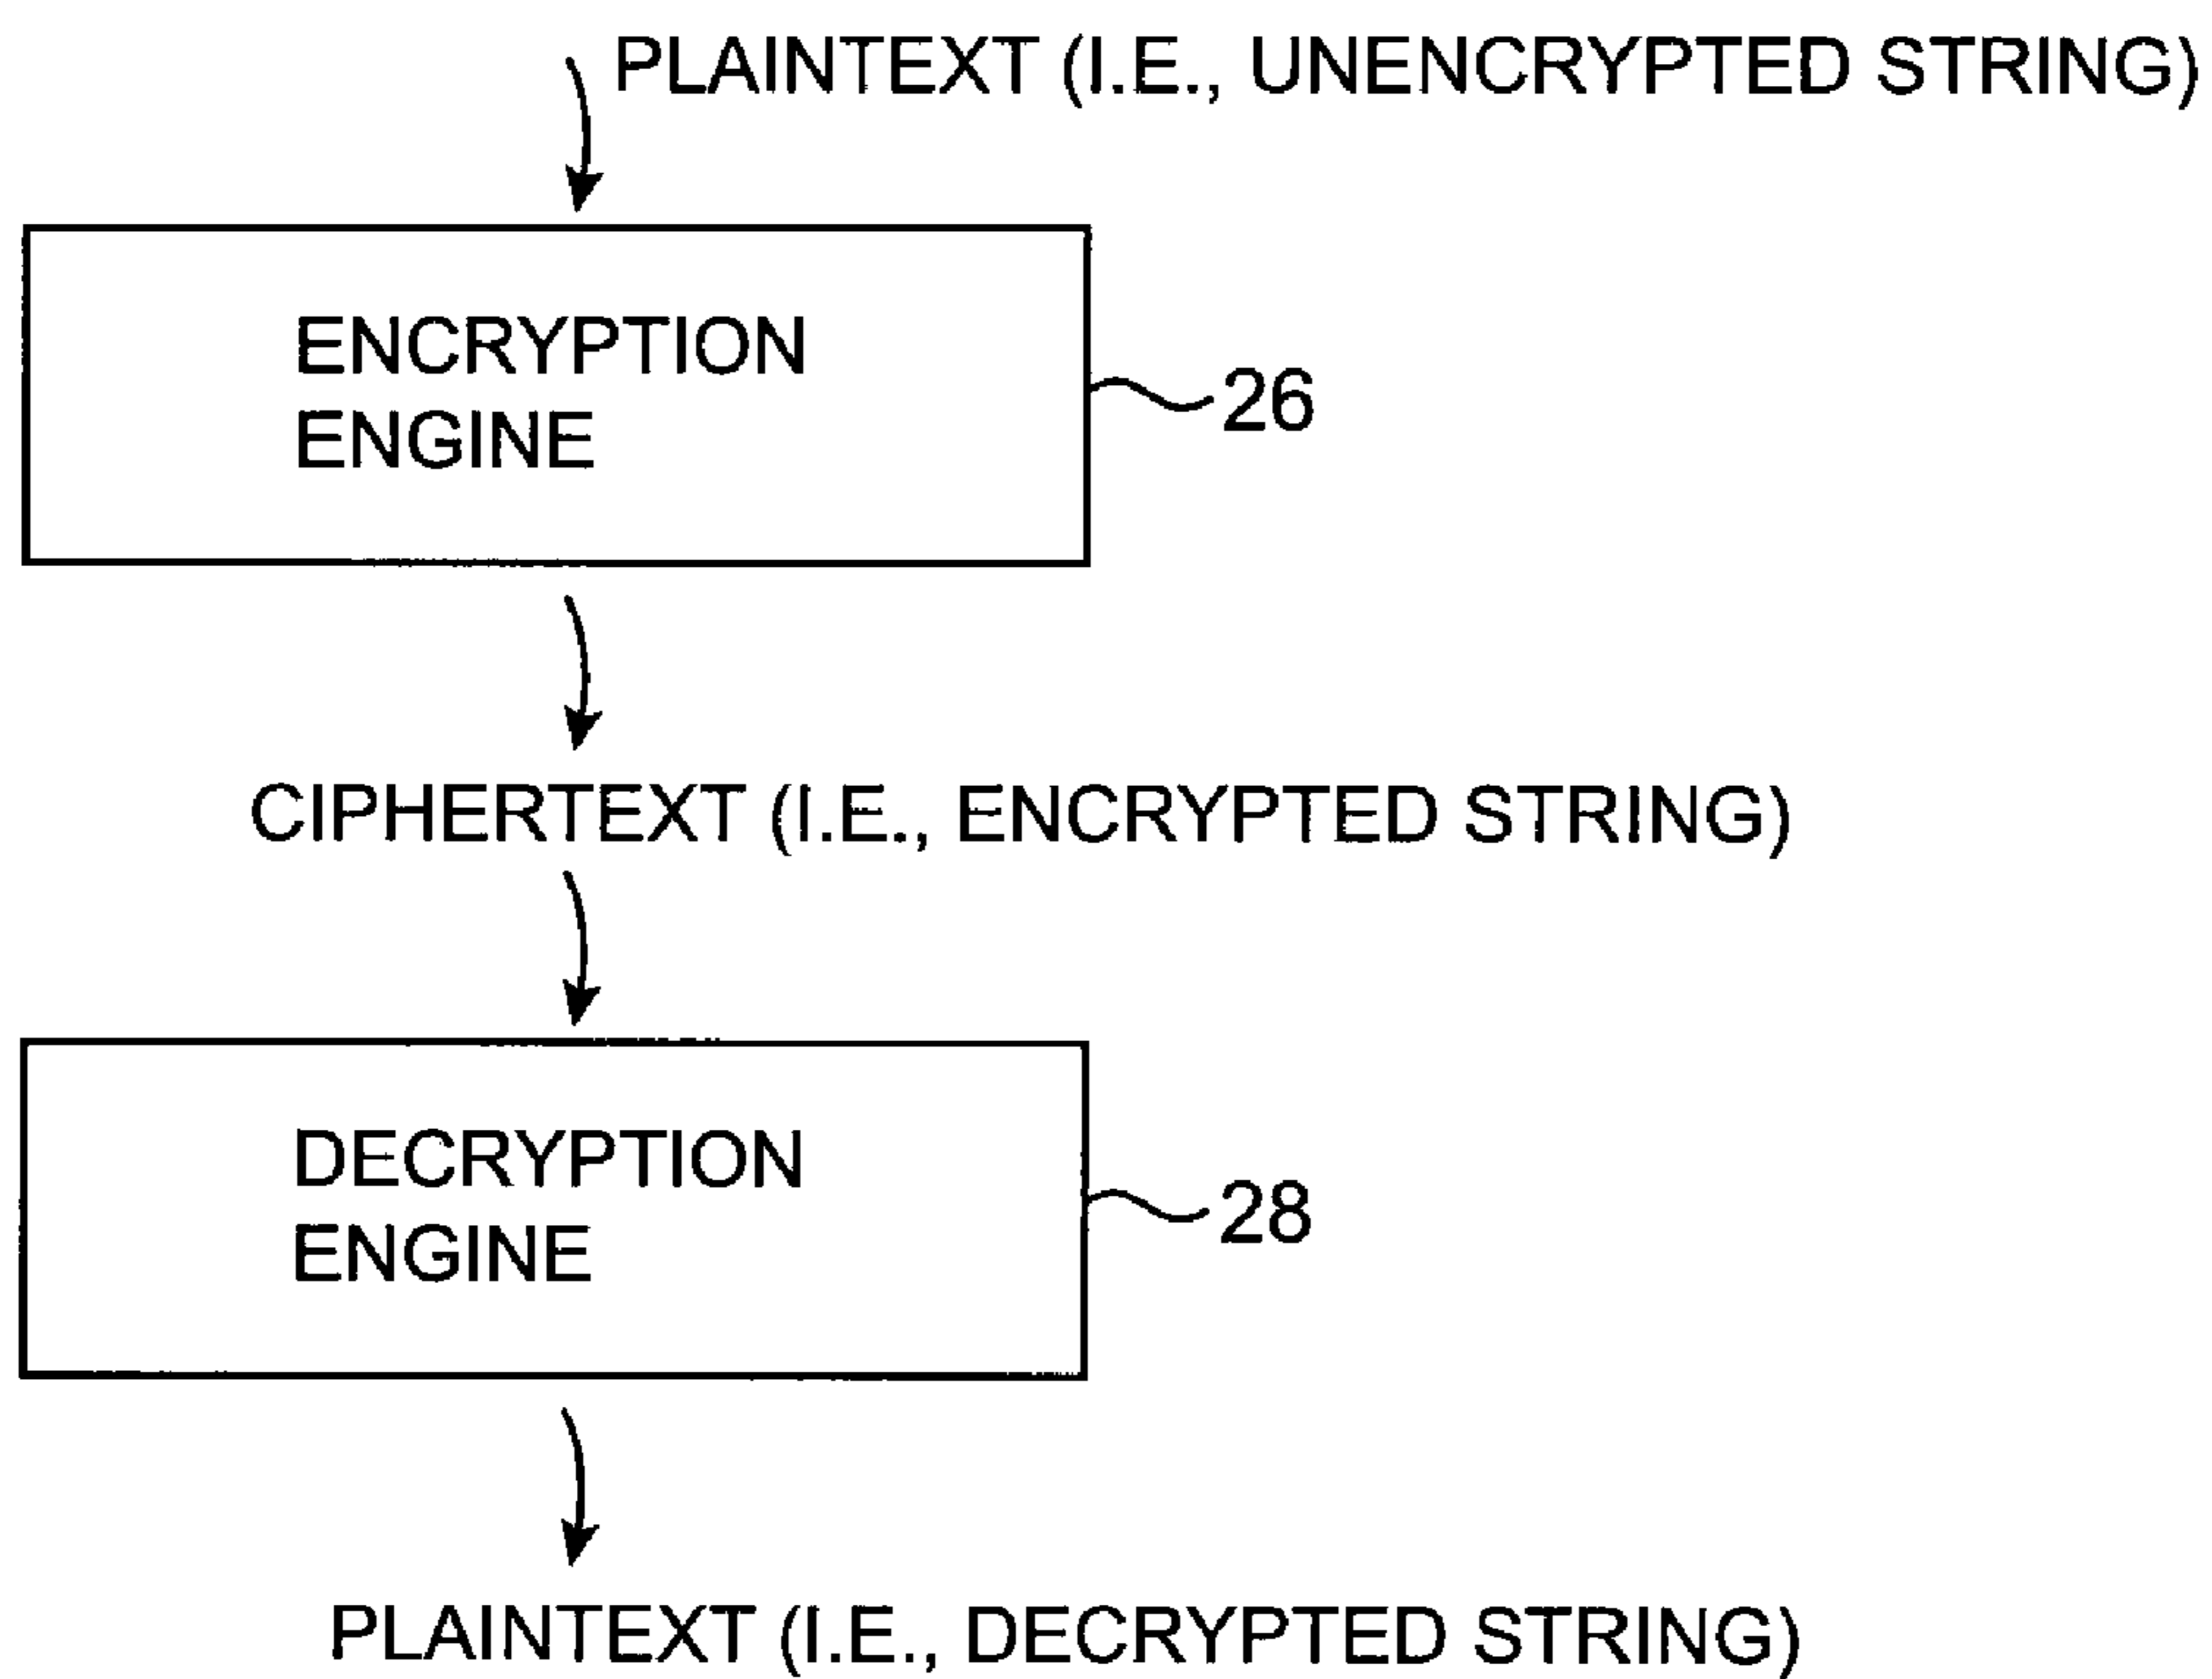 PLAINTEXT (I.E., UNENCRYPTED STRING)
ENCRYPTION
ENGINE
26
CIPHERTEXT (I.E., ENCRYPTED STRING)
DECRYPTION
ENGINE
28
PLAINTEXT (I.E., DECRYPTED STRING)